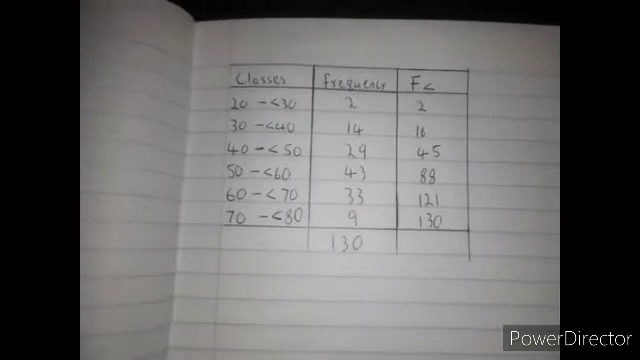 Classes frequency F<
20 - <30 2 2
30 - <40 14 16
40 - <50 29 45
50 - <60 43 88
60 - <70 33 121
70 - <80 9 130
130
PowerDirector